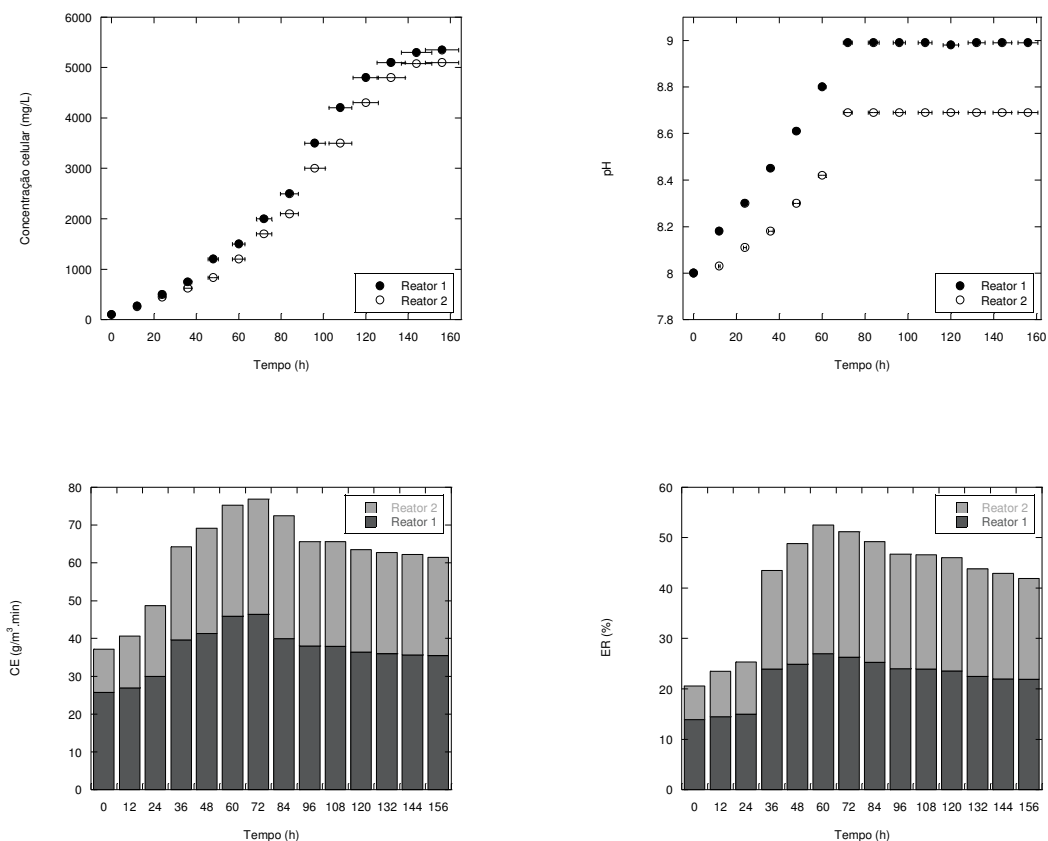 6000
5000
4000
3000
2000
1000
0
Concentração celular (mg/L)
Reator 1
Reator 2
0 20 40 60 80 100 120 140 160
Tempo (h)
9
8.8
8.6
8.4
8.2
8
7.8
pH
Reator 1
Reator 2
0 20 40 60 80 100 120 140 160
Tempo (h)
80
70
60
50
40
30
20
10
0
CE (g/m³.min)
Reator 2
Reator 1
0 12 24 36 48 60 72 84 96 108 120 132 144 156
Tempo (h)
60
50
40
30
20
10
0
ER (%)
Reator 2
Reator 1
0 12 24 36 48 60 72 84 96 108 120 132 144 156
Tempo (h)